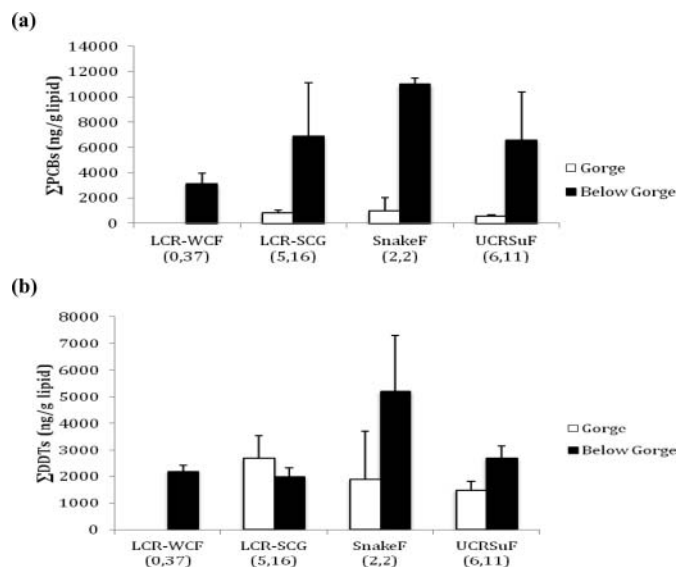 (a)
∑PCBs (ng/g lipid)
14000
12000
10000
8000
6000
4000
2000
0
LCR-WCF LCR-SCG SnakeF UCRSuF
(0,37) (5,16) (2,2) (6,11)
Gorge
Below Gorge
(b)
∑DDTs (ng/g lipid)
8000
7000
6000
5000
4000
3000
2000
1000
0
LCR-WCF LCR-SCG SnakeF UCRSuF
(0,37) (5,16) (2,2) (6,11)
Gorge
Below Gorge